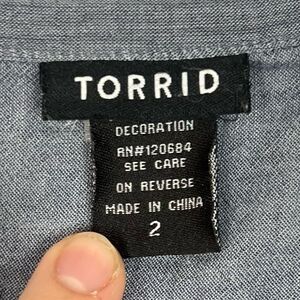 TORRID
DECORATION
RN#120684
SEE CARE
ON REVERSE
MADE IN CHINA
2